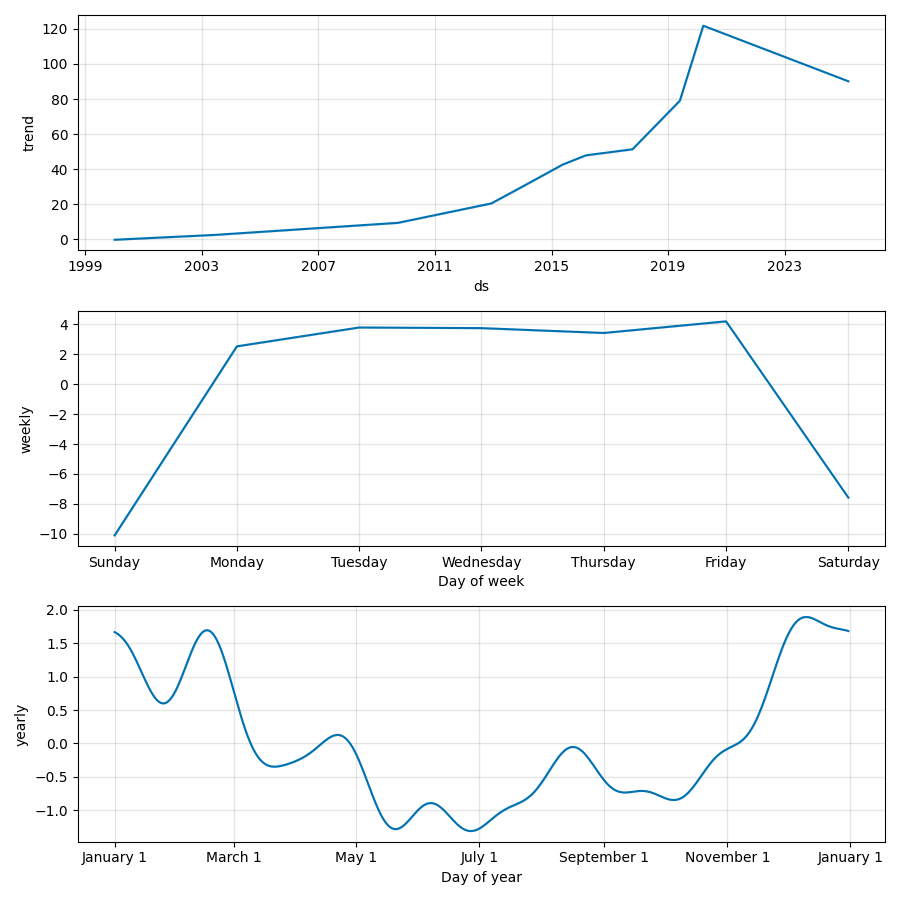 120
100
80
60
40
20
0
trend
1999 2003 2007 2011 2015 2019 2023
ds
4
2
0
−2
−4
−6
−8
−10
weekly
Sunday Monday Tuesday Wednesday Thursday Friday Saturday
Day of week
2.0
1.5
1.0
0.5
0.0
−0.5
−1.0
yearly
January 1 March 1 May 1 July 1 September 1 November 1 January 1
Day of year